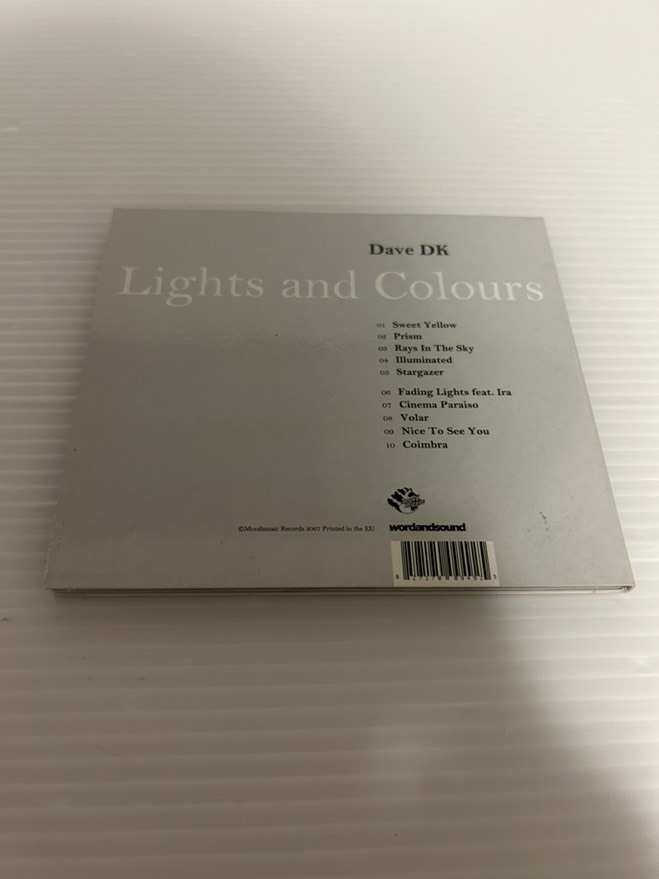 Dave DK
Lights and Colours
01 Sweet Yellow
02 Prism
03 Rays In The Sky
04 Illuminated
05 Stargazer
06 Fading Lights feat. Ira
07 Cinema Paraiso
08 Volar
09 Nice To See You
10 Coimbra
©Moodmusic Records 2007 Printed in the EU
wordandsound